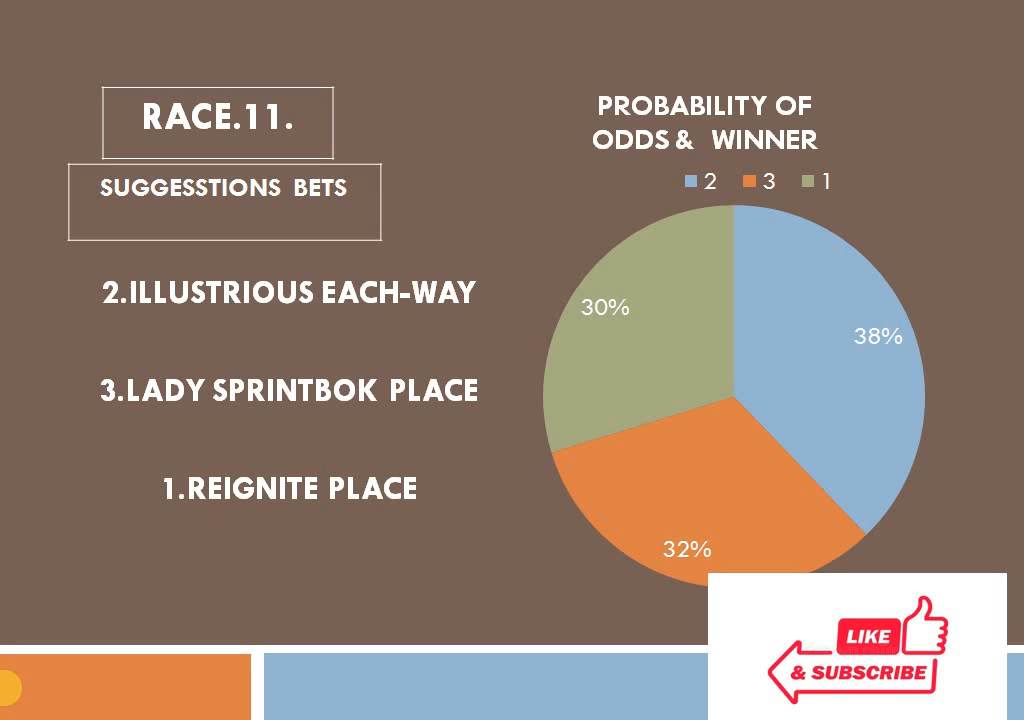 RACE.11.
SUGGESSTIONS BETS
2.ILLUSTRIOUS EACH-WAY
3.LADY SPRINTBOK PLACE
1.REIGNITE PLACE
PROBABILITY OF
ODDS & WINNER
2 3 1
30%
38%
32%
LIKE
& SUBSCRIBE